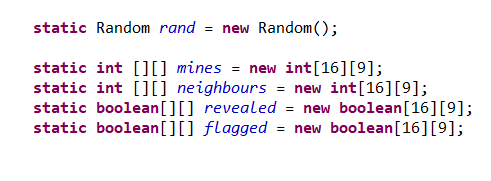 static Random rand = new Random();
static int [][] mines = new int[16][9];
static int [][] neighbours = new int[16][9];
static boolean[][] revealed = new boolean[16][9];
static boolean[][] flagged = new boolean[16][9];